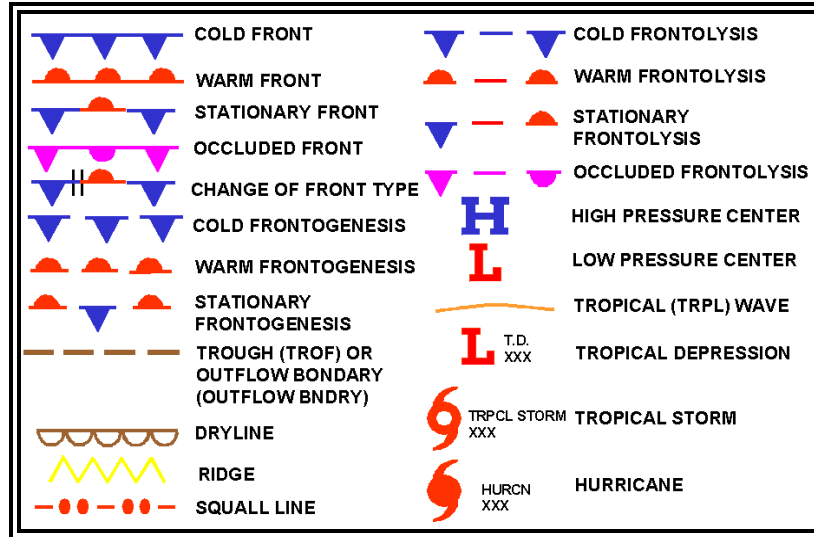 COLD FRONT
WARM FRONT
STATIONARY FRONT
OCCLUDED FRONT
CHANGE OF FRONT TYPE
COLD FRONTOGENESIS
WARM FRONTOGENESIS
STATIONARY
FRONTOGENESIS
TROUGH (TROF) OR
OUTFLOW BONDARY
(OUTFLOW BNDRY)
DRYLINE
RIDGE
SQUALL LINE
COLD FRONTOLYSIS
WARM FRONTOLYSIS
STATIONARY
FRONTOLYSIS
OCCLUDED FRONTOLYSIS
H
HIGH PRESSURE CENTER
L
LOW PRESSURE CENTER
TROPICAL (TRPL) WAVE
L T.D.
XXX
TROPICAL DEPRESSION
TRPCL STORM
XXX
TROPICAL STORM
HURCN
XXX
HURRICANE